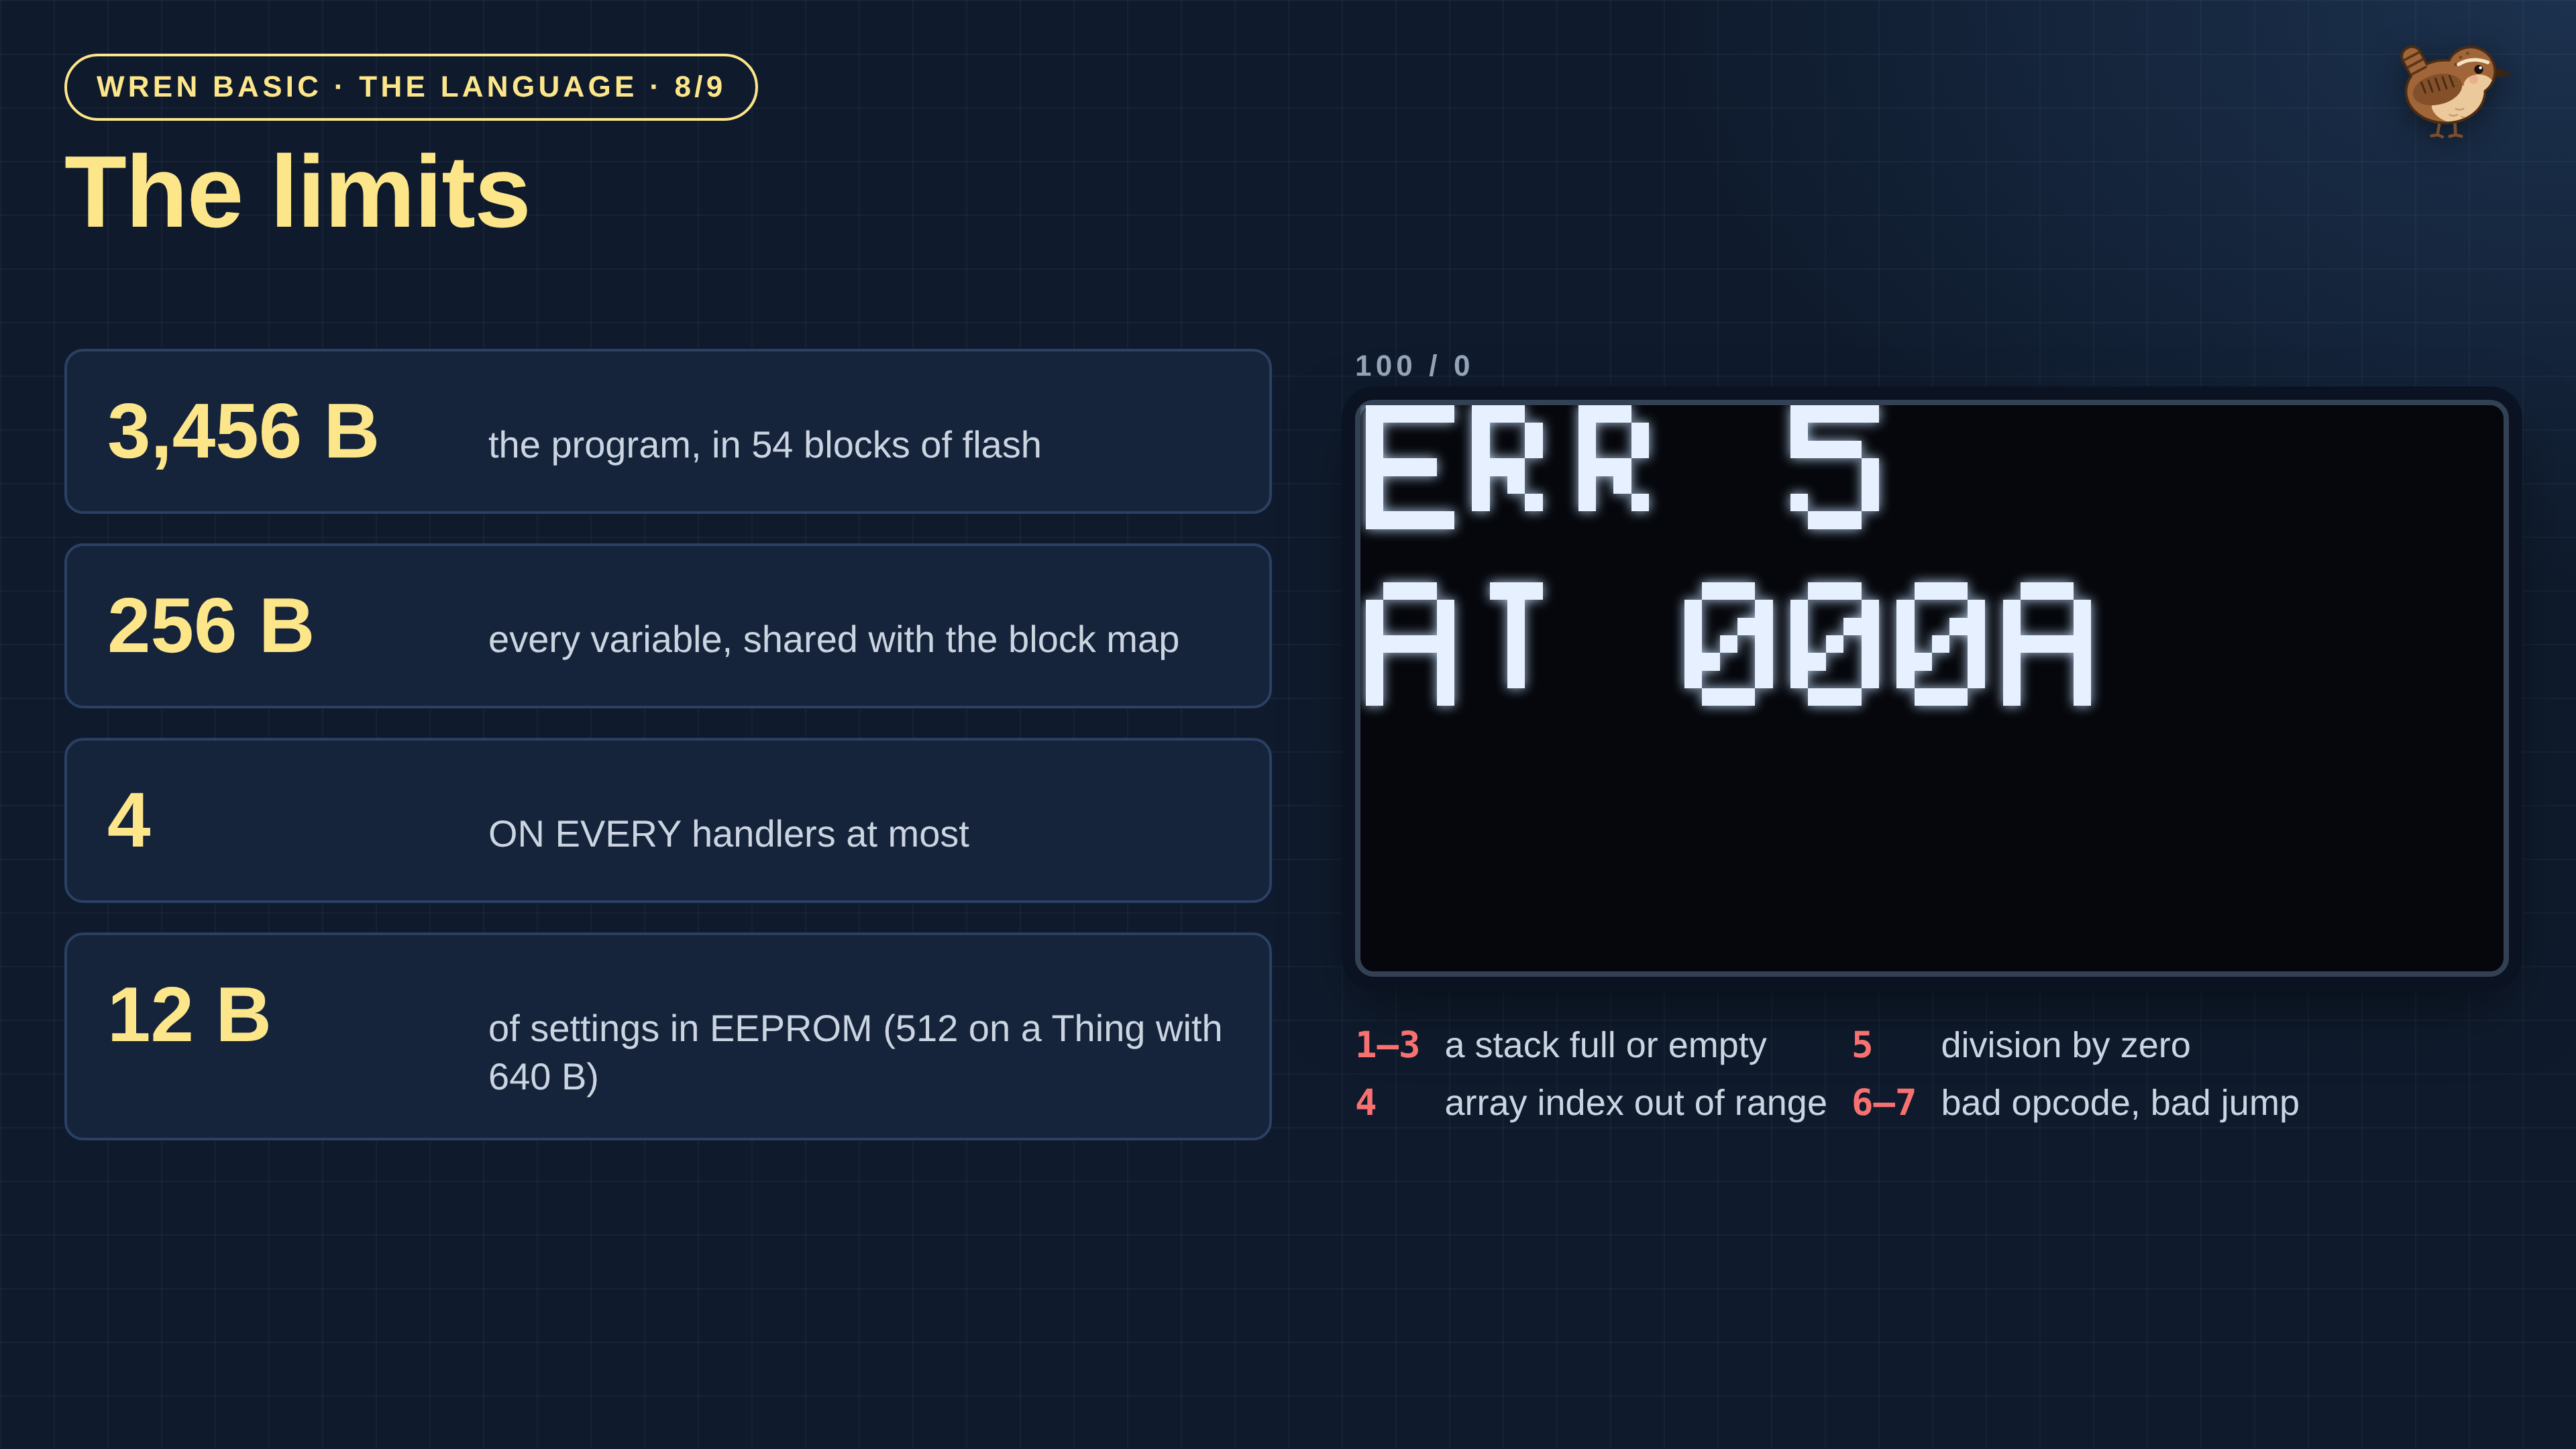 WREN BASIC · THE LANGUAGE · 8/9
The limits
3,456 B the program, in 54 blocks of flash
256 B every variable, shared with the block map
4 ON EVERY handlers at most
12 B of settings in EEPROM (512 on a Thing with
640 B)
100 / 0
ERR 5
AT 000A
1–3 a stack full or empty 5 division by zero
4 array index out of range 6–7 bad opcode, bad jump